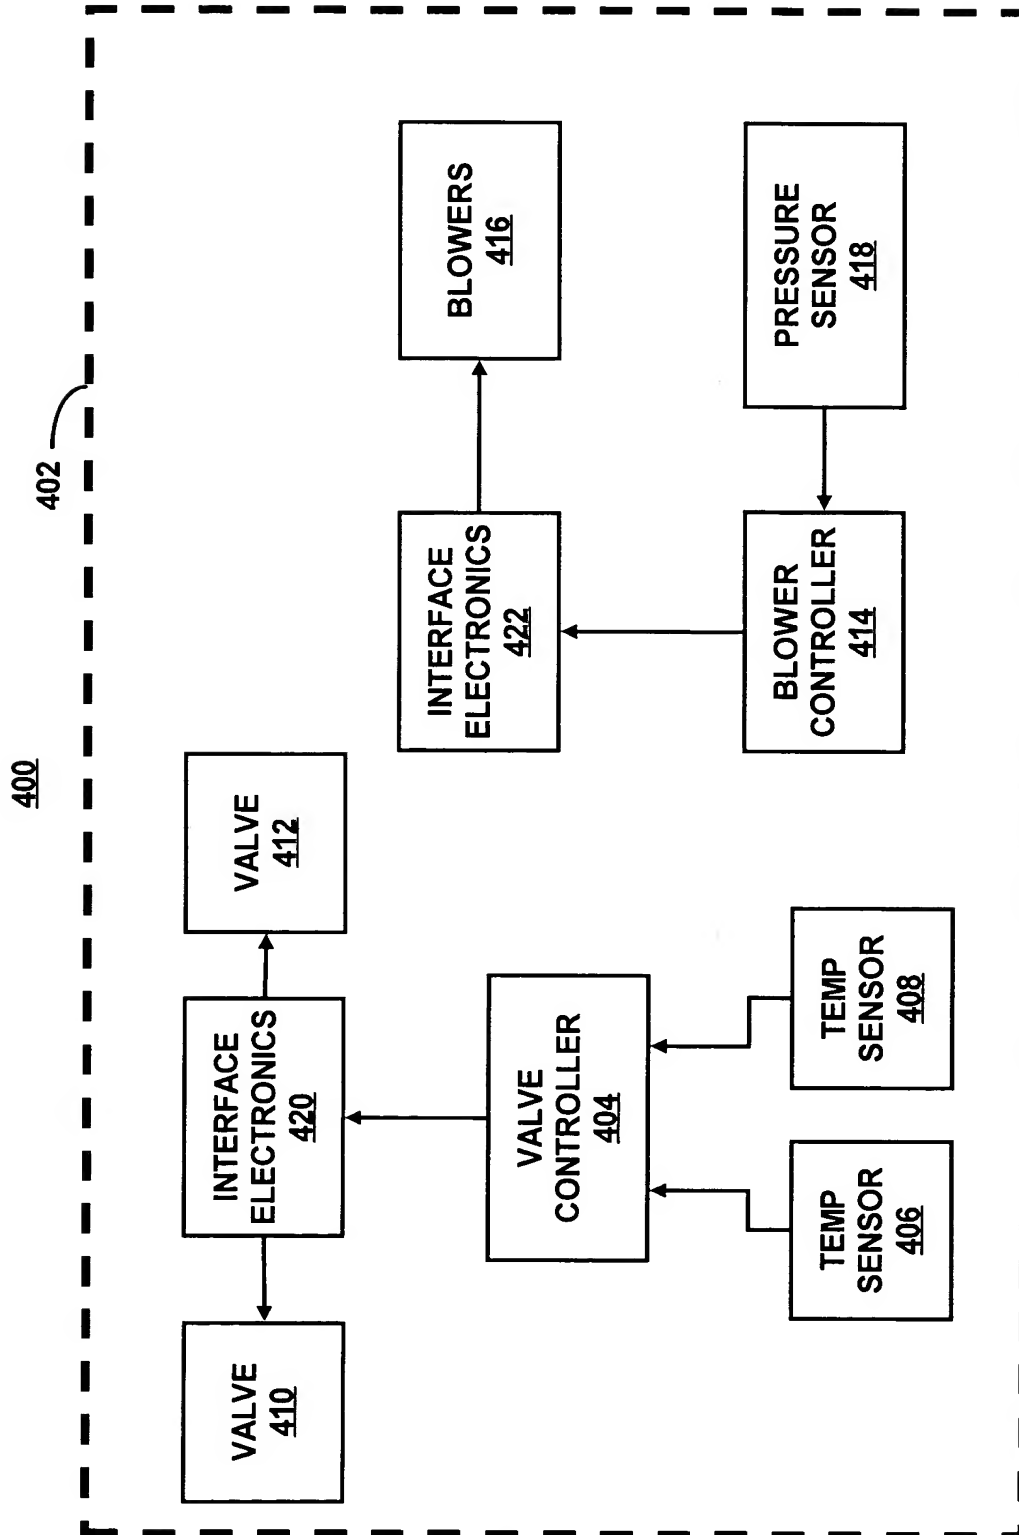 400
402
VALVE
410
INTERFACE
ELECTRONICS
420
VALVE
412
VALVE
CONTROLLER
404
TEMP
SENSOR
406
TEMP
SENSOR
408
INTERFACE
ELECTRONICS
422
BLOWERS
416
BLOWER
CONTROLLER
414
PRESSURE
SENSOR
418